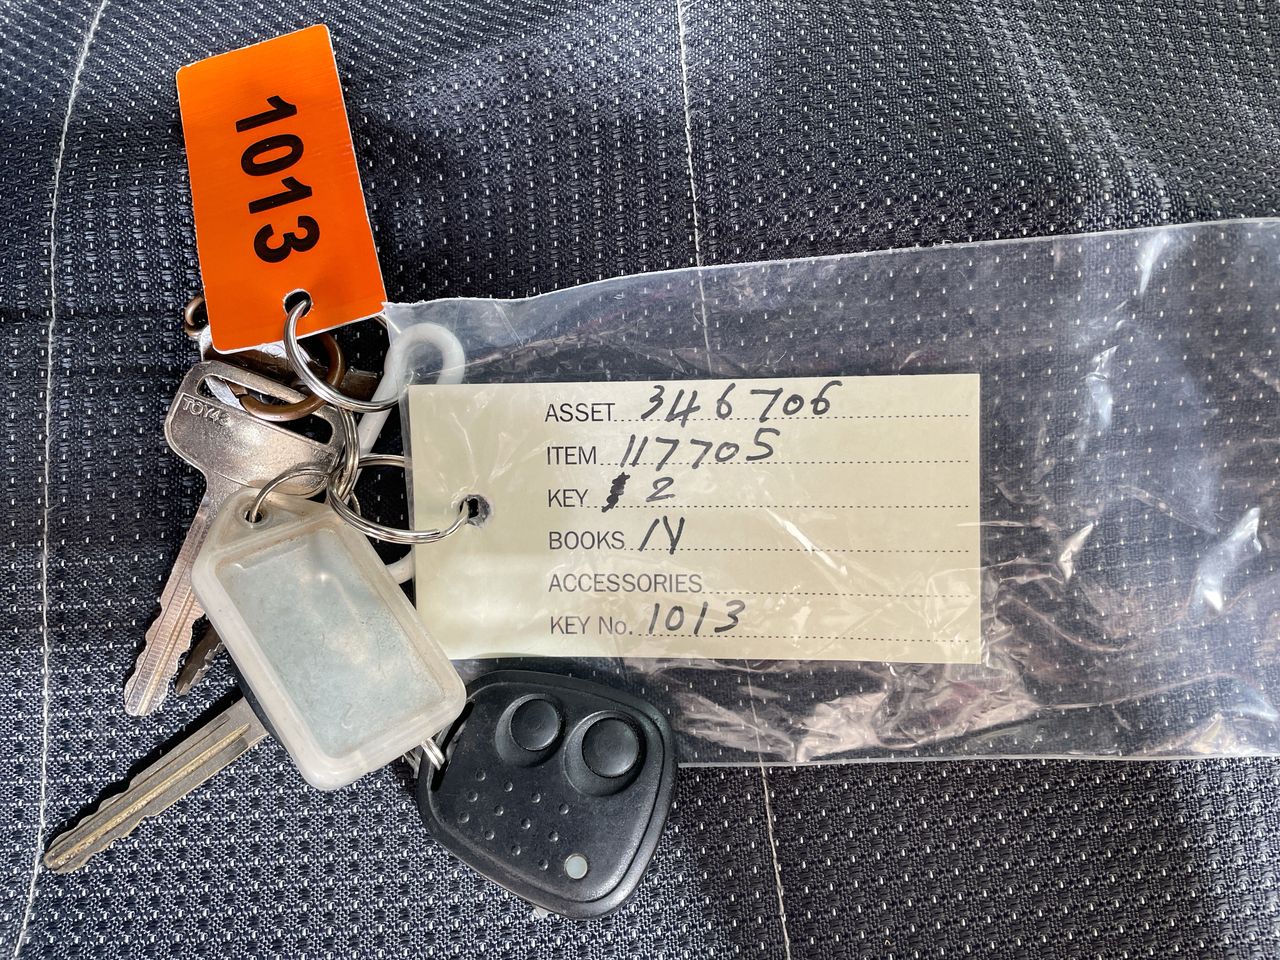 1013
TOY43
ASSET 346706
ITEM 117705
KEY 2
BOOKS 1Y
ACCESSORIES
KEY No. 1013